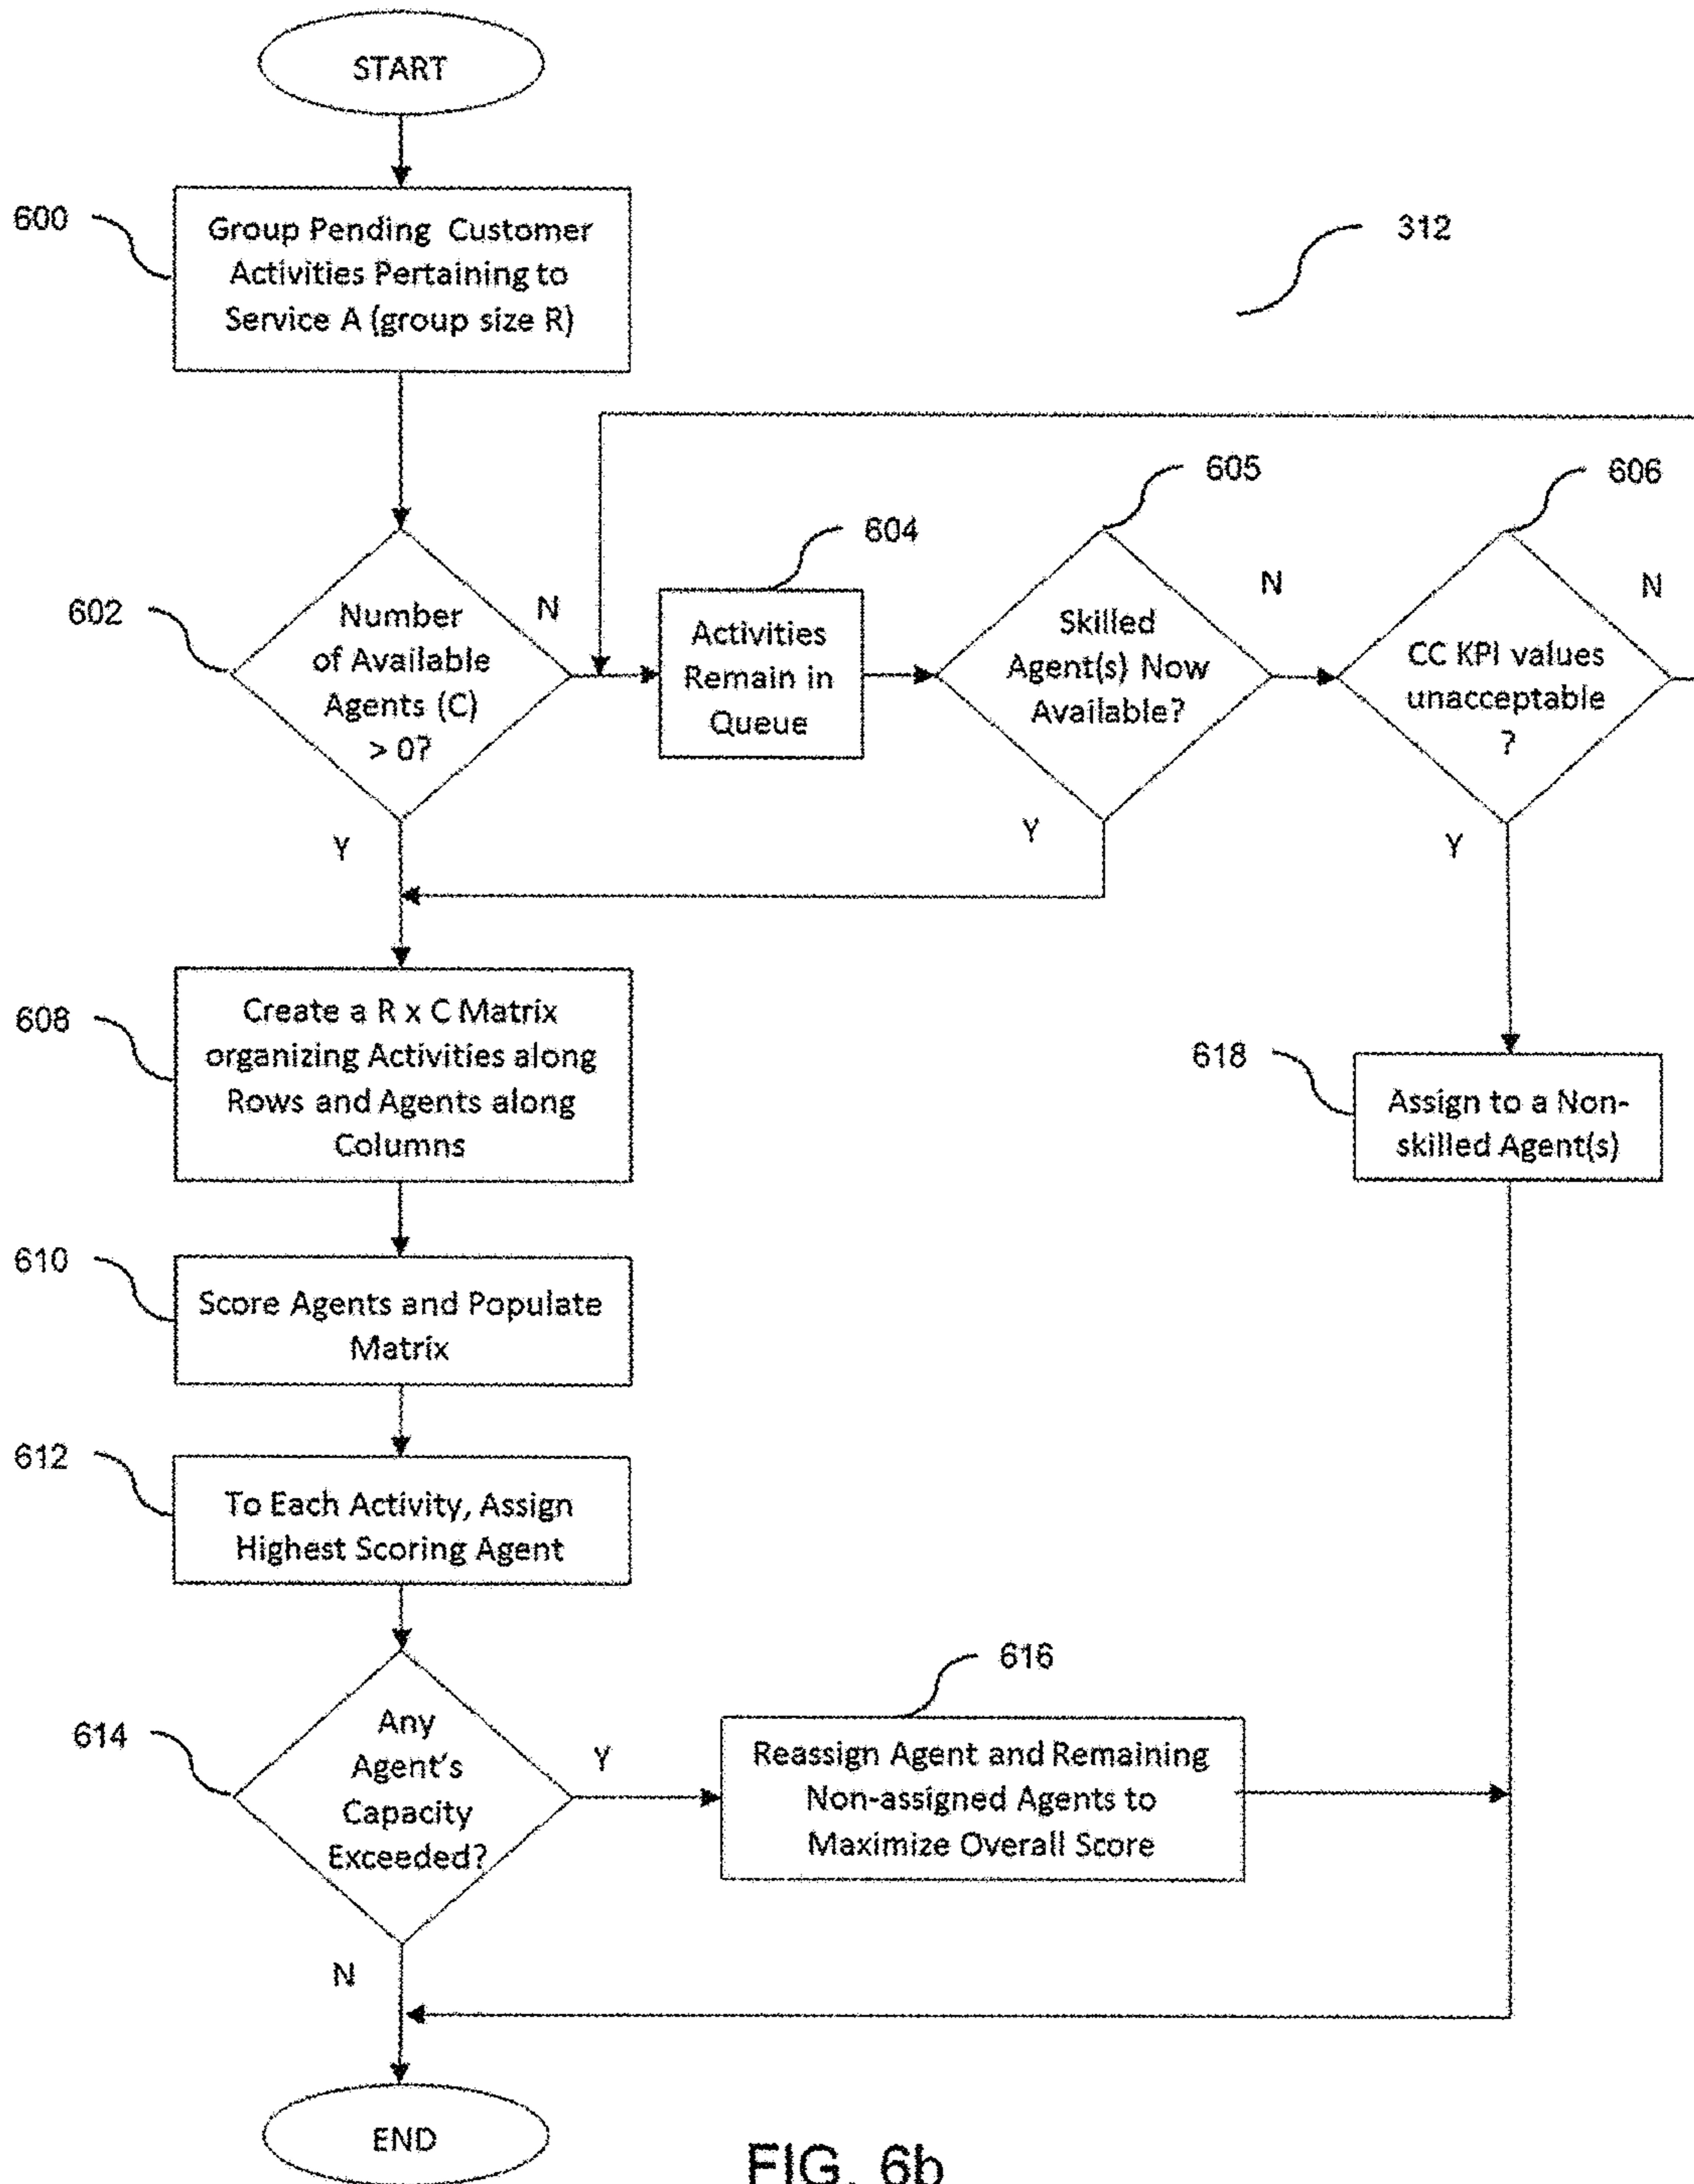 START
600
Group Pending Customer
Activities Pertaining to
Service A (group size R)
312
602
Number
of Available
Agents (C)
> 0?
N
Y
604
Activities
Remain in
Queue
605
Skilled
Agent(s) Now
Available?
N
Y
606
CC KPI values
unacceptable
?
N
Y
608
Create a R x C Matrix
organizing Activities along
Rows and Agents along
Columns
618
Assign to a Non-
skilled Agent(s)
610
Score Agents and Populate
Matrix
612
To Each Activity, Assign
Highest Scoring Agent
614
Any
Agent's
Capacity
Exceeded?
Y
N
616
Reassign Agent and Remaining
Non-assigned Agents to
Maximize Overall Score
END
FIG. 6b